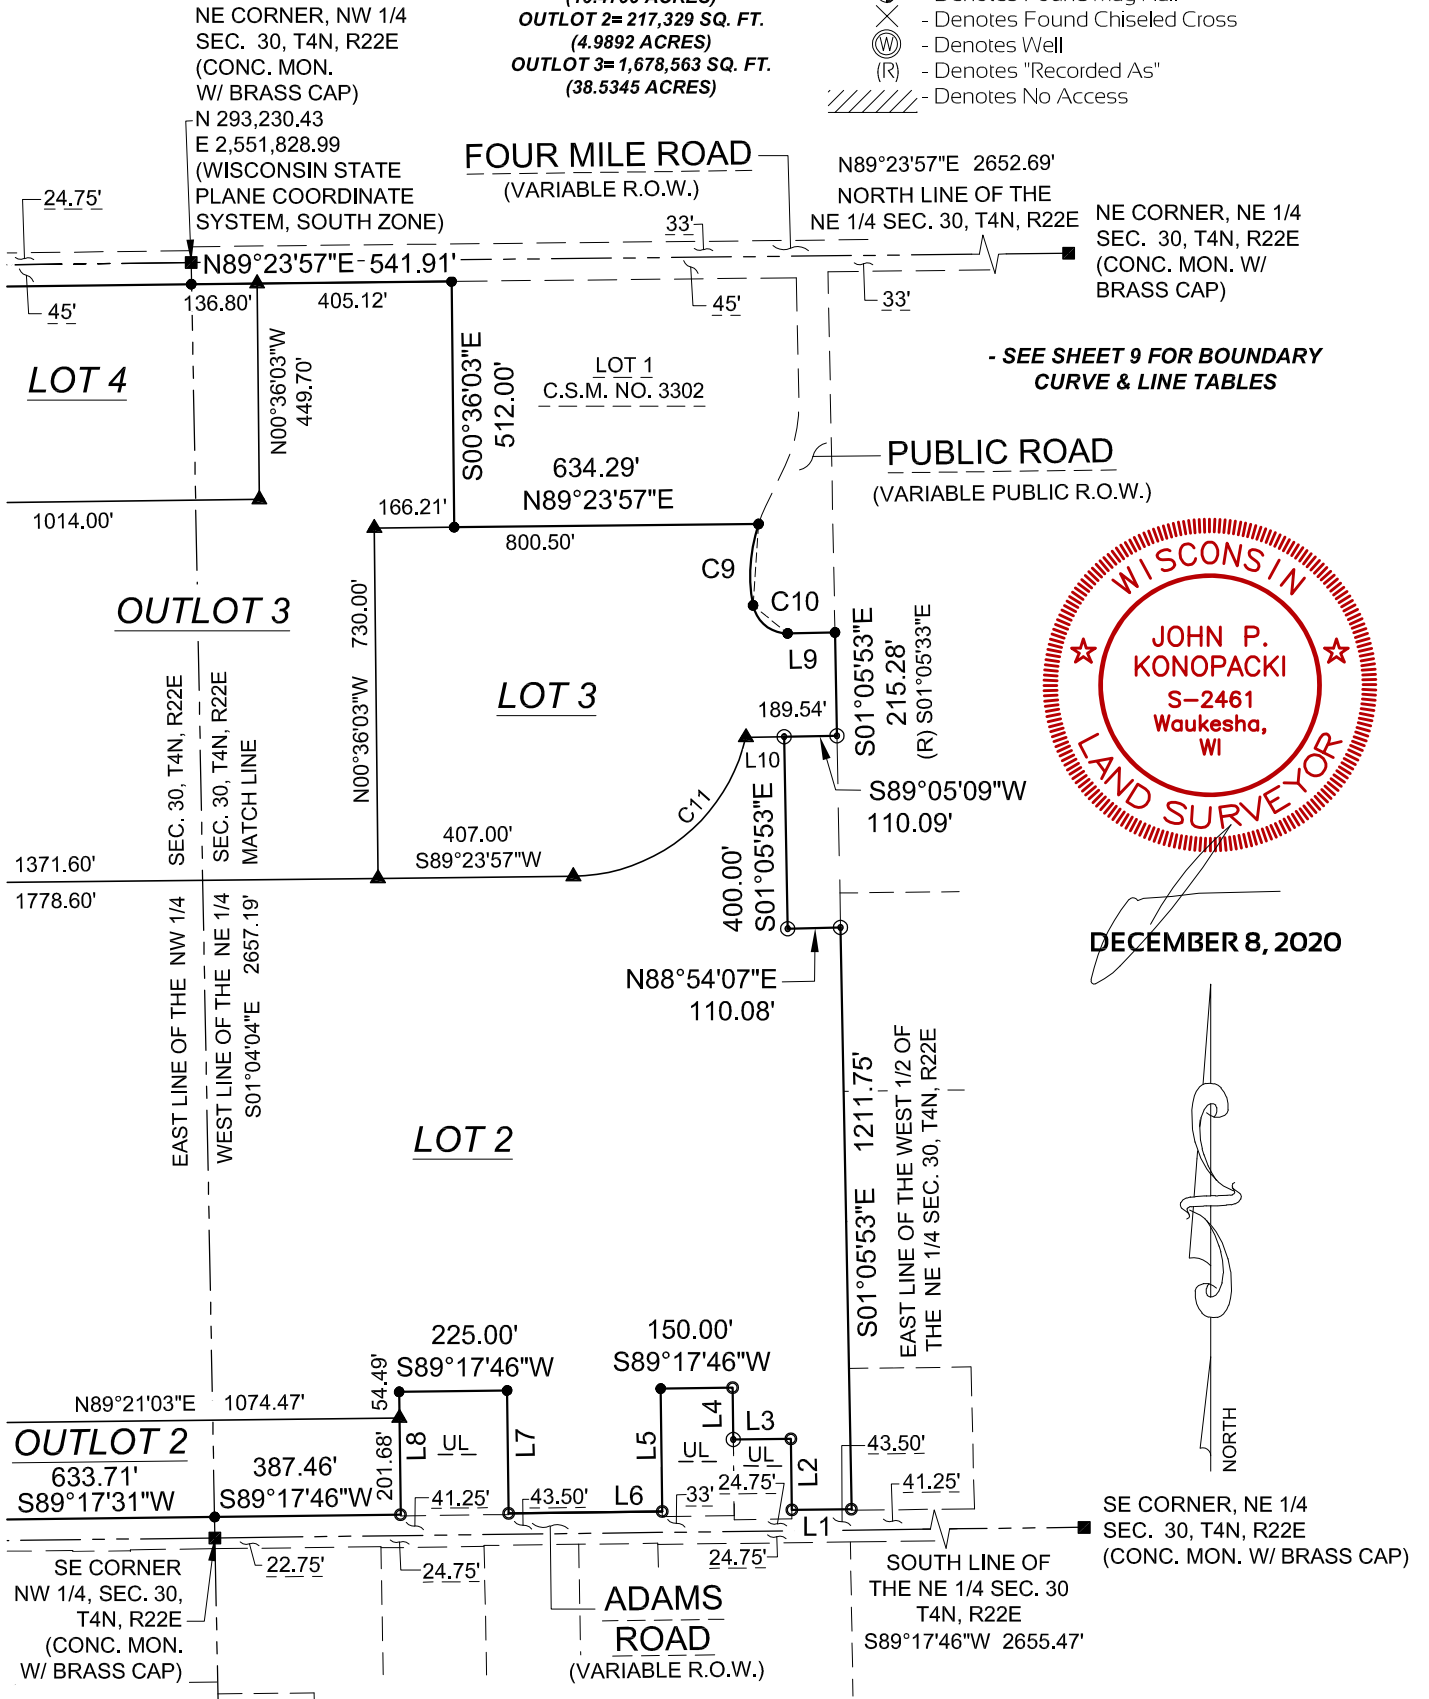 NE CORNER, NW 1/4
SEC. 30, T4N, R22E
(CONC. MON.
W/ BRASS CAP)
N 293,230.43
E 2,551,828.99
(WISCONSIN STATE
PLANE COORDINATE
SYSTEM, SOUTH ZONE)
OUTLOT 2= 217,329 SQ. FT.
(4.9892 ACRES)
OUTLOT 3= 1,678,563 SQ. FT.
(38.5345 ACRES)
- Denotes Found Chiseled Cross
(W) - Denotes Well
(R) - Denotes "Recorded As"
- Denotes No Access
FOUR MILE ROAD
(VARIABLE R.O.W.)
N89°23'57"E 2652.69'
NORTH LINE OF THE
NE 1/4 SEC. 30, T4N, R22E
NE CORNER, NE 1/4
SEC. 30, T4N, R22E
(CONC. MON. W/
BRASS CAP)
24.75'
33'
N89°23'57"E 541.91'
45'
136.80'
405.12'
45'
33'
- SEE SHEET 9 FOR BOUNDARY
CURVE & LINE TABLES
LOT 4
N00°36'03"W
449.70'
S00°36'03"E
512.00'
LOT 1
C.S.M. NO. 3302
PUBLIC ROAD
(VARIABLE PUBLIC R.O.W.)
634.29'
N89°23'57"E
1014.00'
166.21'
800.50'
C9
C10
L9
OUTLOT 3
N00°36'03"W 730.00'
LOT 3
S01°05'53"E
215.28'
(R) S01°05'33"E
WISCONSIN
JOHN P.
KONOPACKI
S-2461
Waukesha,
WI
LAND SURVEYOR
189.54'
L10
S89°05'09"W
110.09'
C11
407.00'
S89°23'57"W
400.00'
S01°05'53"E
1371.60'
1778.60'
EAST LINE OF THE NW 1/4 SEC. 30, T4N, R22E
WEST LINE OF THE NE 1/4 SEC. 30, T4N, R22E
S01°04'04"E 2657.19' MATCH LINE
DECEMBER 8, 2020
N88°54'07"E
110.08'
LOT 2
S01°05'53"E 1211.75'
EAST LINE OF THE WEST 1/2 OF
THE NE 1/4 SEC. 30, T4N, R22E
NORTH
225.00'
S89°17'46"W
150.00'
S89°17'46"W
N89°21'03"E 1074.47'
54.49'
OUTLOT 2
633.71'
S89°17'31"W
387.46'
S89°17'46"W
201.68'
L8
UL
L7
L5
L4
L3
UL
UL
L2
L6
L1
41.25'
43.50'
33'
24.75'
43.50'
41.25'
22.75'
24.75'
24.75'
SE CORNER
NW 1/4, SEC. 30,
T4N, R22E
(CONC. MON.
W/ BRASS CAP)
ADAMS
ROAD
(VARIABLE R.O.W.)
SOUTH LINE OF
THE NE 1/4 SEC. 30
T4N, R22E
S89°17'46"W 2655.47'
SE CORNER, NE 1/4
SEC. 30, T4N, R22E
(CONC. MON. W/ BRASS CAP)